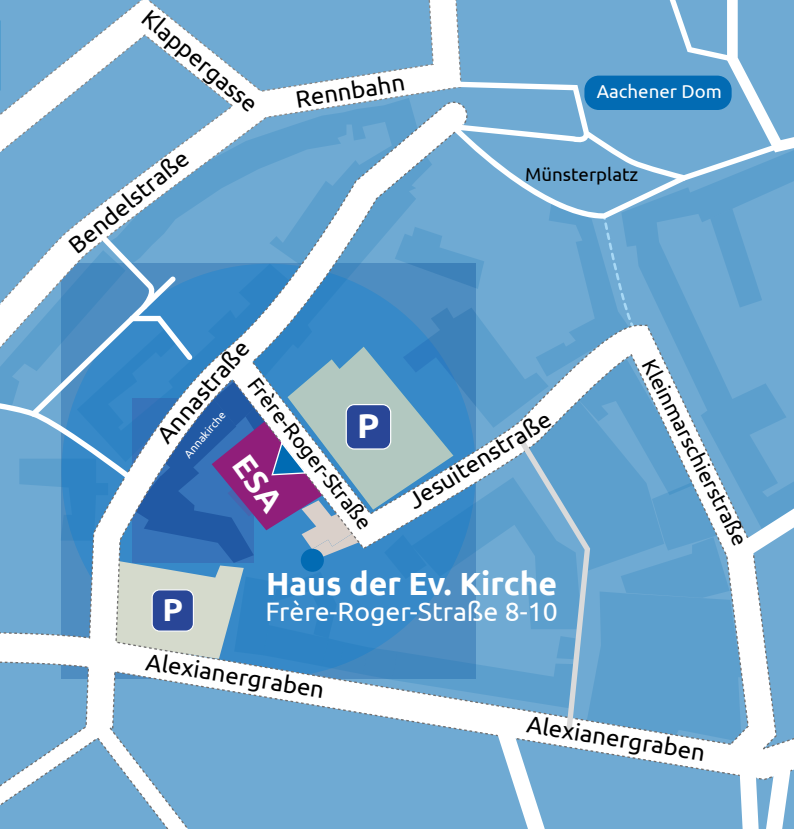 Klappergasse
Rennbahn
Aachener Dom
Bendelstraße
Münsterplatz
Annastraße
Annakirche
Frère-Roger-Straße
P
ESA
Jesuitenstraße
Kleinmarschierstraße
Haus der Ev. Kirche
Frère-Roger-Straße 8-10
P
Alexianergraben
Alexianergraben